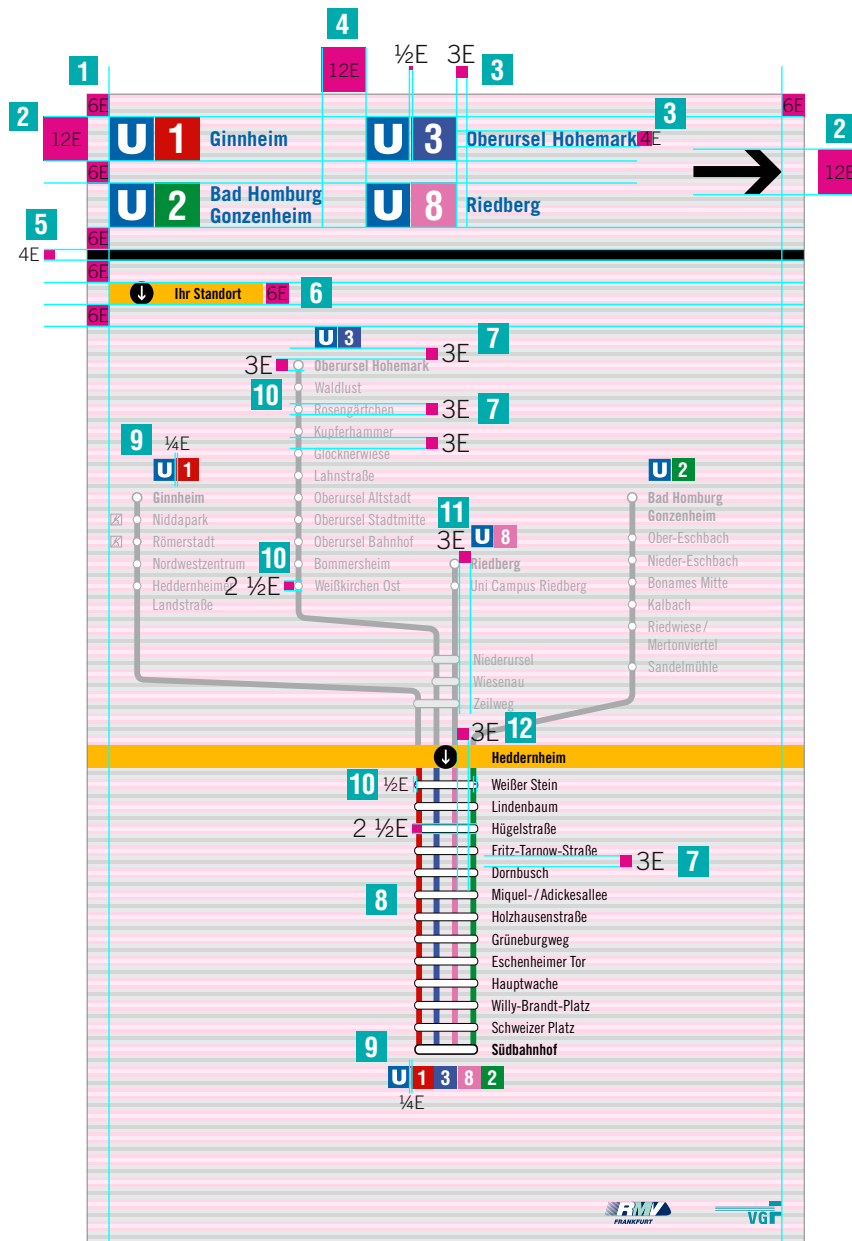 4
12E
½E
3E
3
1
6E
6E
2
12E
U 1 Ginnheim
U 3 Oberursel Hohemark
4E
3
2
12E
6E
U 2 Bad Homburg
Gonzenheim
U 8 Riedberg
5
6E
4E
6E
Ihr Standort
6E
6
6E
U 3
7
3E
3E
Oberursel Hohemark
10
Waldlust
Rosengärtchen
3E
7
Kupferhammer
3E
9
¼E
Glöcknerwiese
U 1
U 2
Lahnstraße
Ginnheim
Oberursel Altstadt
Bad Homburg
Gonzenheim
11
Niddapark
Oberursel Stadtmitte
3E
U 8
Ober-Eschbach
Römerstadt
Oberursel Bahnhof
10
Nordwestzentrum
Bommersheim
Riedberg
Nieder-Eschbach
Heddernheimer
Landstraße
2 ½E
Weißkirchen Ost
Uni Campus Riedberg
Bonames Mitte
Kalbach
Riedwiese/
Mertonviertel
Niederursel
Sandelmühle
Wiesenau
Zeilweg
3E
12
Heddernheim
10
½E
Weißer Stein
Lindenbaum
2 ½E
Hügelstraße
Fritz-Tarnow-Straße
3E
7
Dornbusch
8
Miquel-/Adickesallee
Holzhausenstraße
Grüneburgweg
Eschenheimer Tor
Hauptwache
Willy-Brandt-Platz
Schweizer Platz
9
Südbahnhof
U 1 3 8 2
¼E
RMV
FRANKFURT
VGF